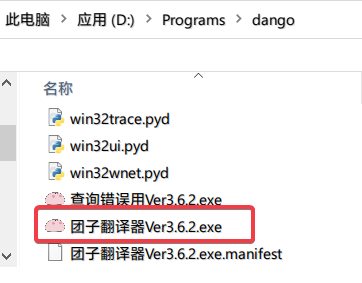 此电脑 > 应用 (D:) > Programs > dango
名称
win32trace.pyd
win32ui.pyd
win32wnet.pyd
查询错误用Ver3.6.2.exe
团子翻译器Ver3.6.2.exe
团子翻译器Ver3.6.2.exe.manifest